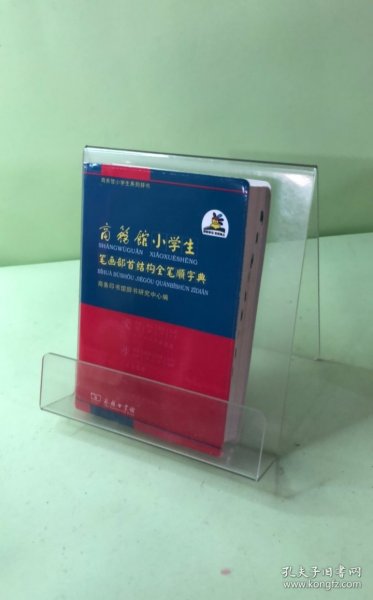 商务馆小学生系列辞书
商务馆小学生
SHANGWUGUAN XIAOXUESHENG
笔画部首结构全笔顺字典
BIHUA BUSHOU JIEGOU QUANBISHUN ZIDIAN
商务印书馆辞书研究中心编
商务印书馆
孔夫子旧书网
www.kongfz.com